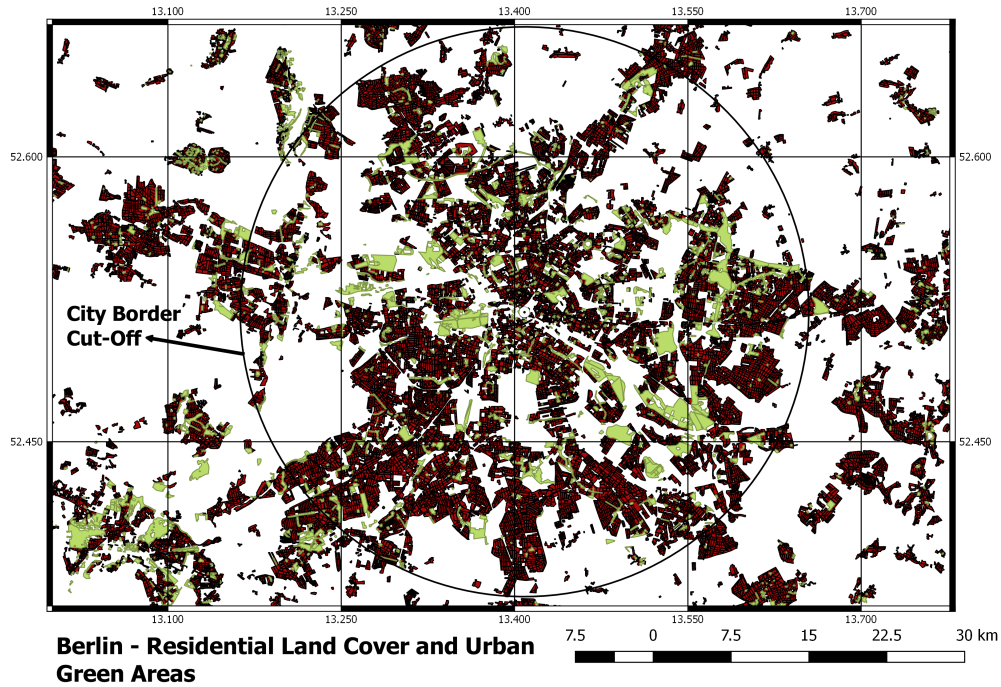 13.100 13.250 13.400 13.550 13.700
52.600 52.600
City Border
Cut-Off
52.450 52.450
13.100 13.250 13.400 13.550 13.700
Berlin - Residential Land Cover and Urban
Green Areas
7.5 0 7.5 15 22.5 30 km